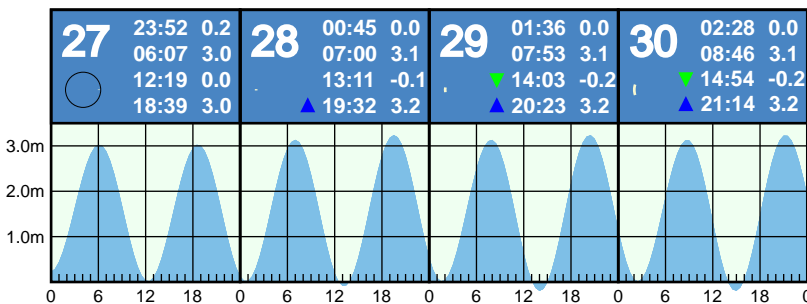 27 23:52 0.2 28 00:45 0.0 29 01:36 0.0 30 02:28 0.0
06:07 3.0 07:00 3.1 07:53 3.1 08:46 3.1
12:19 0.0 13:11 -0.1 ▼ 14:03 -0.2 ▼ 14:54 -0.2
18:39 3.0 ▲ 19:32 3.2 ▲ 20:23 3.2 ▲ 21:14 3.2
3.0m
2.0m
1.0m
0 6 12 18 0 6 12 18 0 6 12 18 0 6 12 18 0